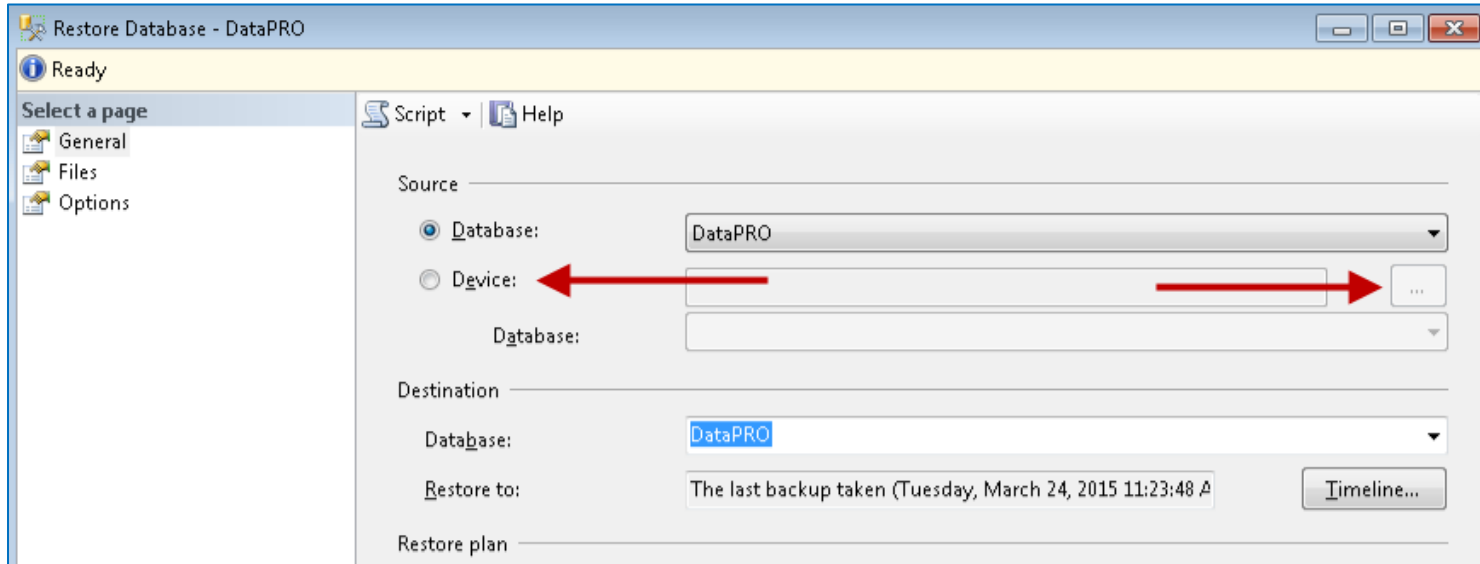 Restore Database - DataPRO
Ready
Select a page
General
Files
Options
Script Help
Source
Database: DataPRO
Device: ...
Database:
Destination
Database: DataPRO
Restore to: The last backup taken (Tuesday, March 24, 2015 11:23:48 A Timeline...
Restore plan